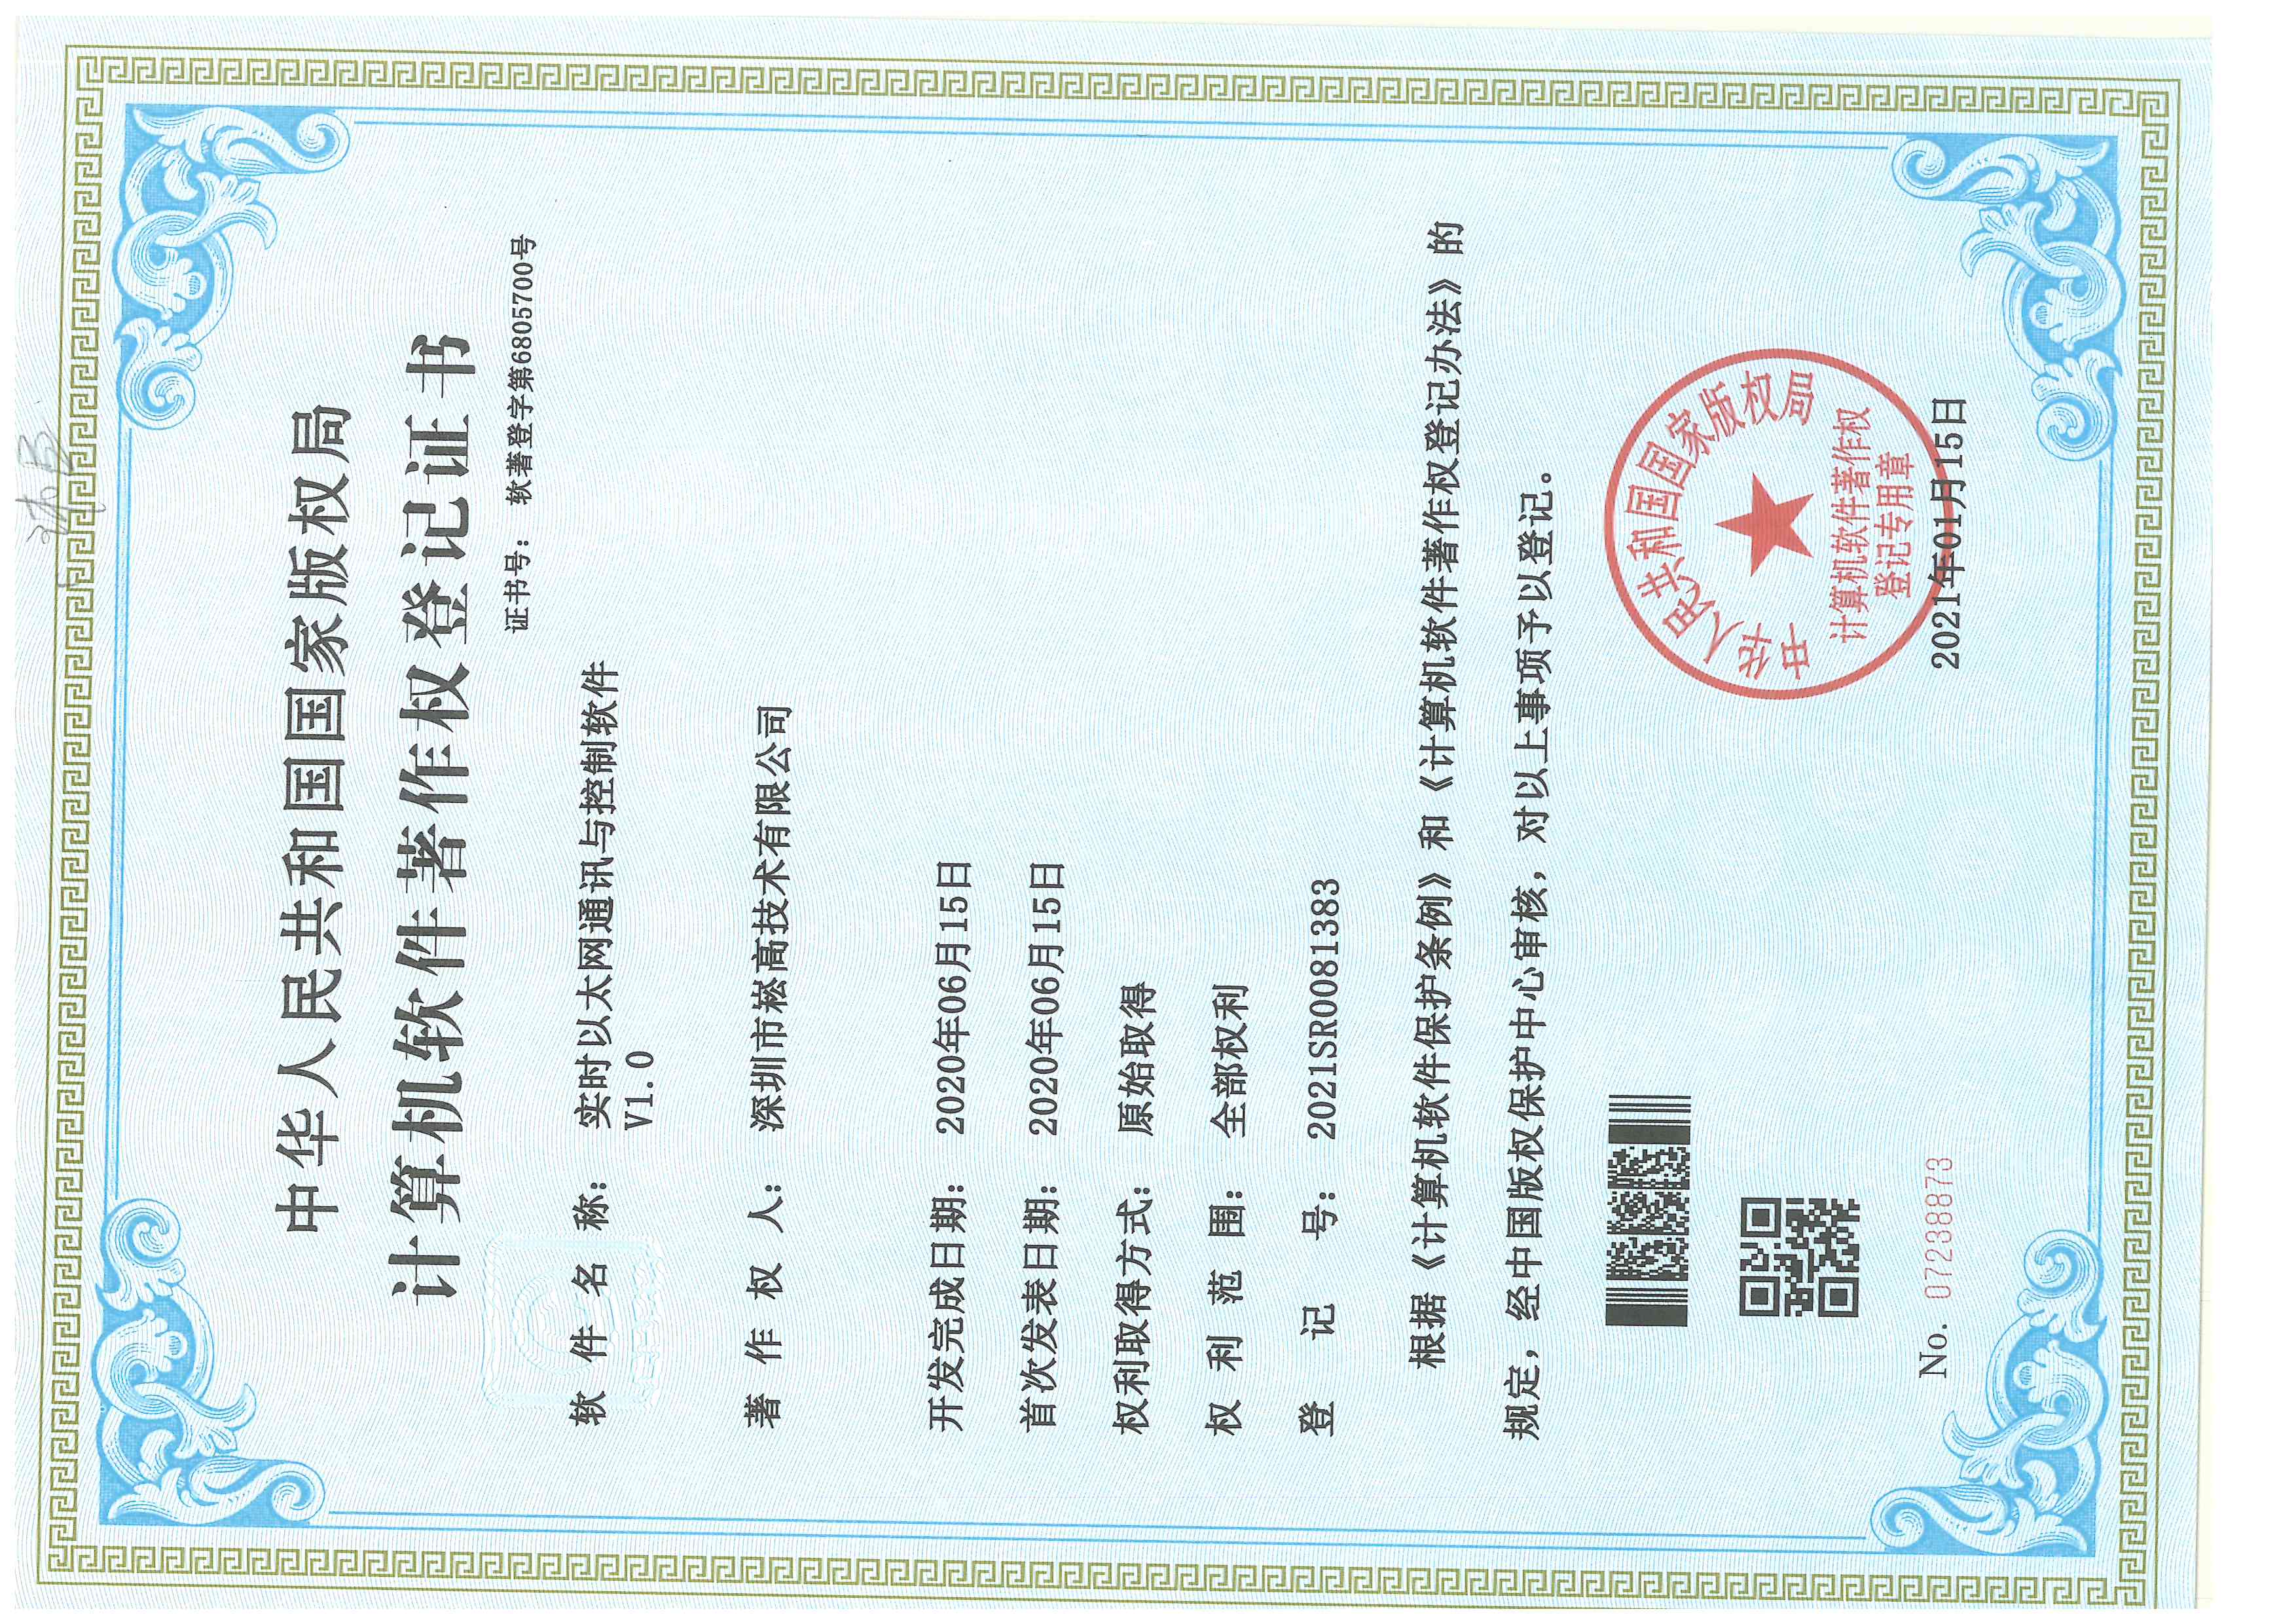 中华人民共和国国家版权局
计算机软件著作权登记证书
证书号： 软著登字第6805700号
软件名称： 实时以太网通讯与控制软件
V1.0
著作权人： 深圳市崧高技术有限公司
开发完成日期： 2020年06月15日
首次发表日期： 2020年06月15日
权利取得方式： 原始取得
权利范围： 全部权利
登记号： 2021SR0081383
根据《计算机软件保护条例》和《计算机软件著作权登记办法》的
规定，经中国版权保护中心审核，对以上事项予以登记。
中华人民共和国国家版权局
计算机软件著作权
登记专用章
No. 07238873
2021年01月15日